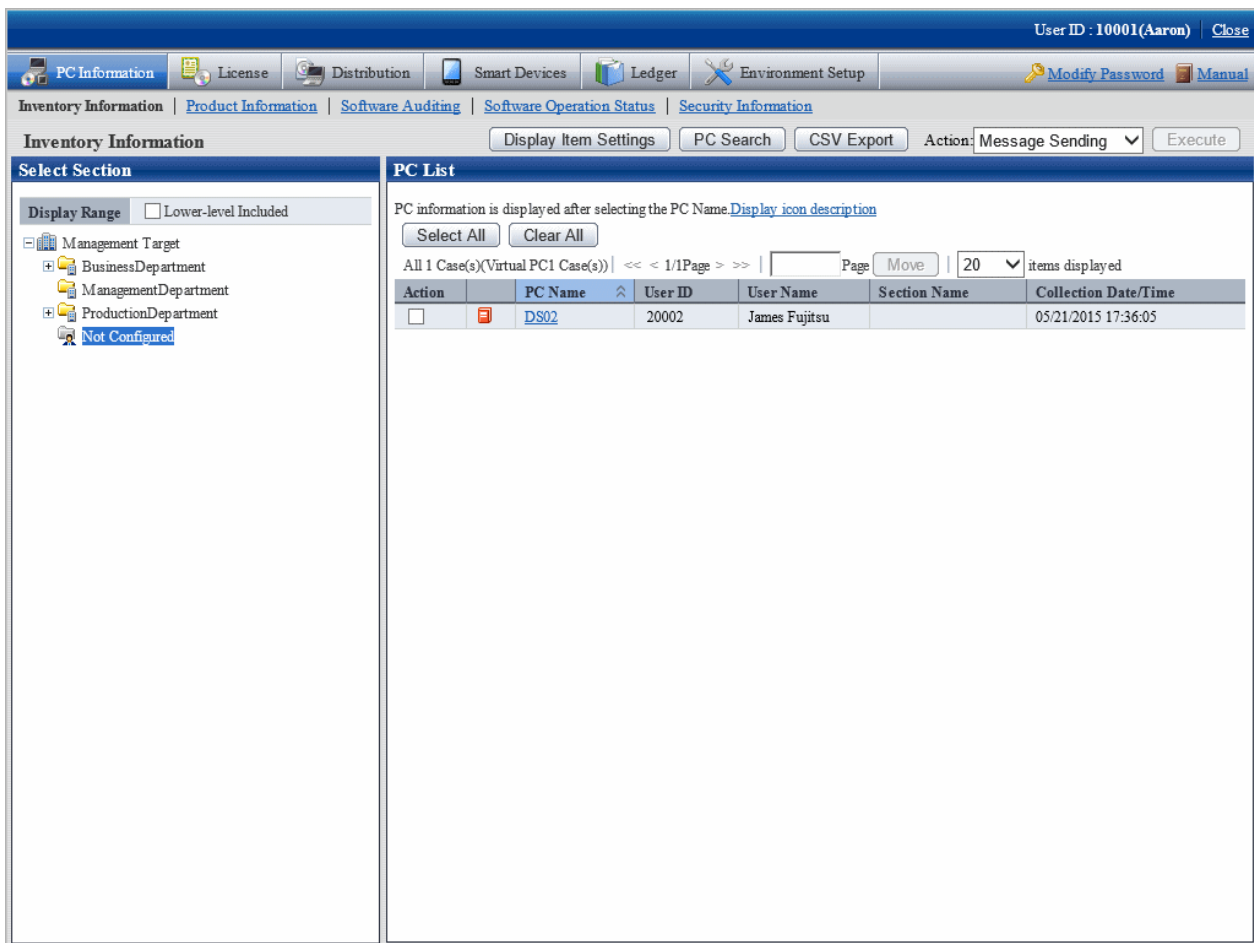 User ID : 10001(Aaron) Close
PC Information License Distribution Smart Devices Ledger Environment Setup Modify Password Manual
Inventory Information | Product Information | Software Auditing | Software Operation Status | Security Information
Inventory Information Display Item Settings PC Search CSV Export Action: Message Sending Execute
Select Section
Display Range Lower-level Included
Management Target
BusinessDepartment
ManagementDepartment
ProductionDepartment
Not Configured
PC List
PC information is displayed after selecting the PC Name.Display icon description
Select All Clear All
All 1 Case(s)(Virtual PC1 Case(s)) | << < 1/1Page > >> | Page Move | 20 items displayed
Action PC Name User ID User Name Section Name Collection Date/Time
DS02 20002 James Fujitsu 05/21/2015 17:36:05